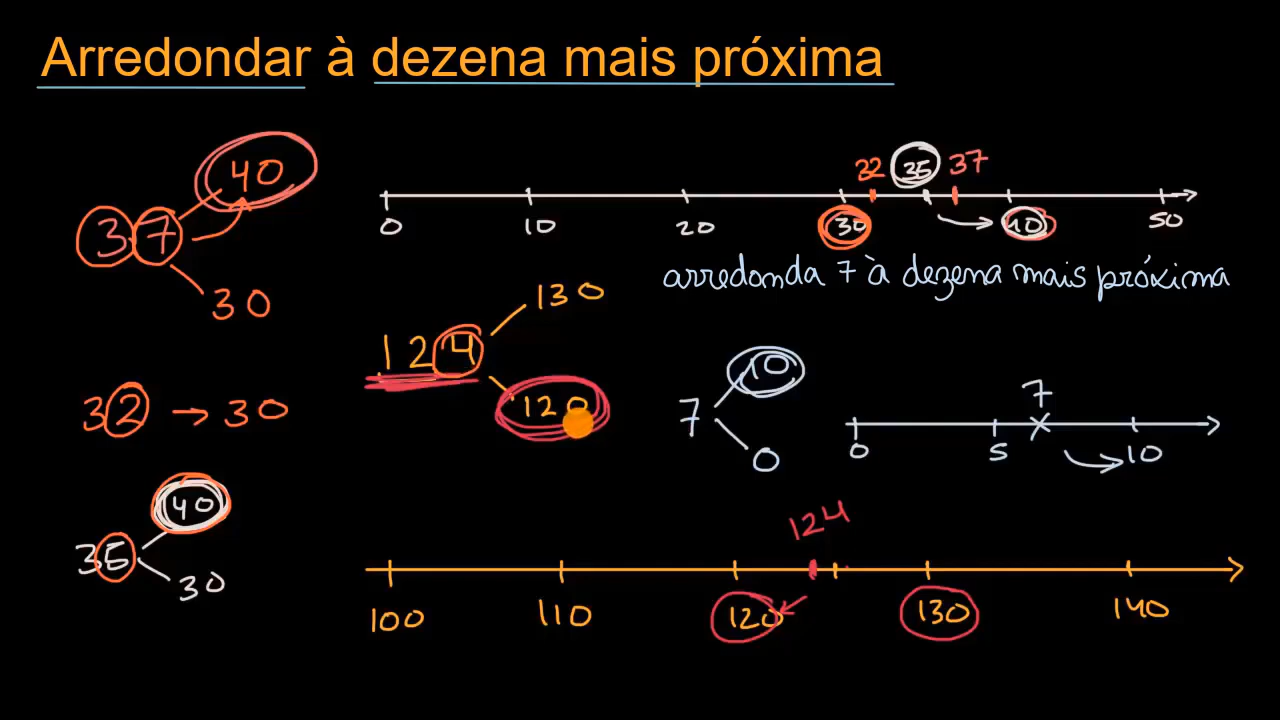 Arredondar à dezena mais próxima
37
40
30
32 35 37
0 10 20 30 40 50
arredonda 7 à dezena mais próxima
124
130
120
7
10
0
7
0 5 10
32 → 30
35
40
30
124
100 110 120 130 140